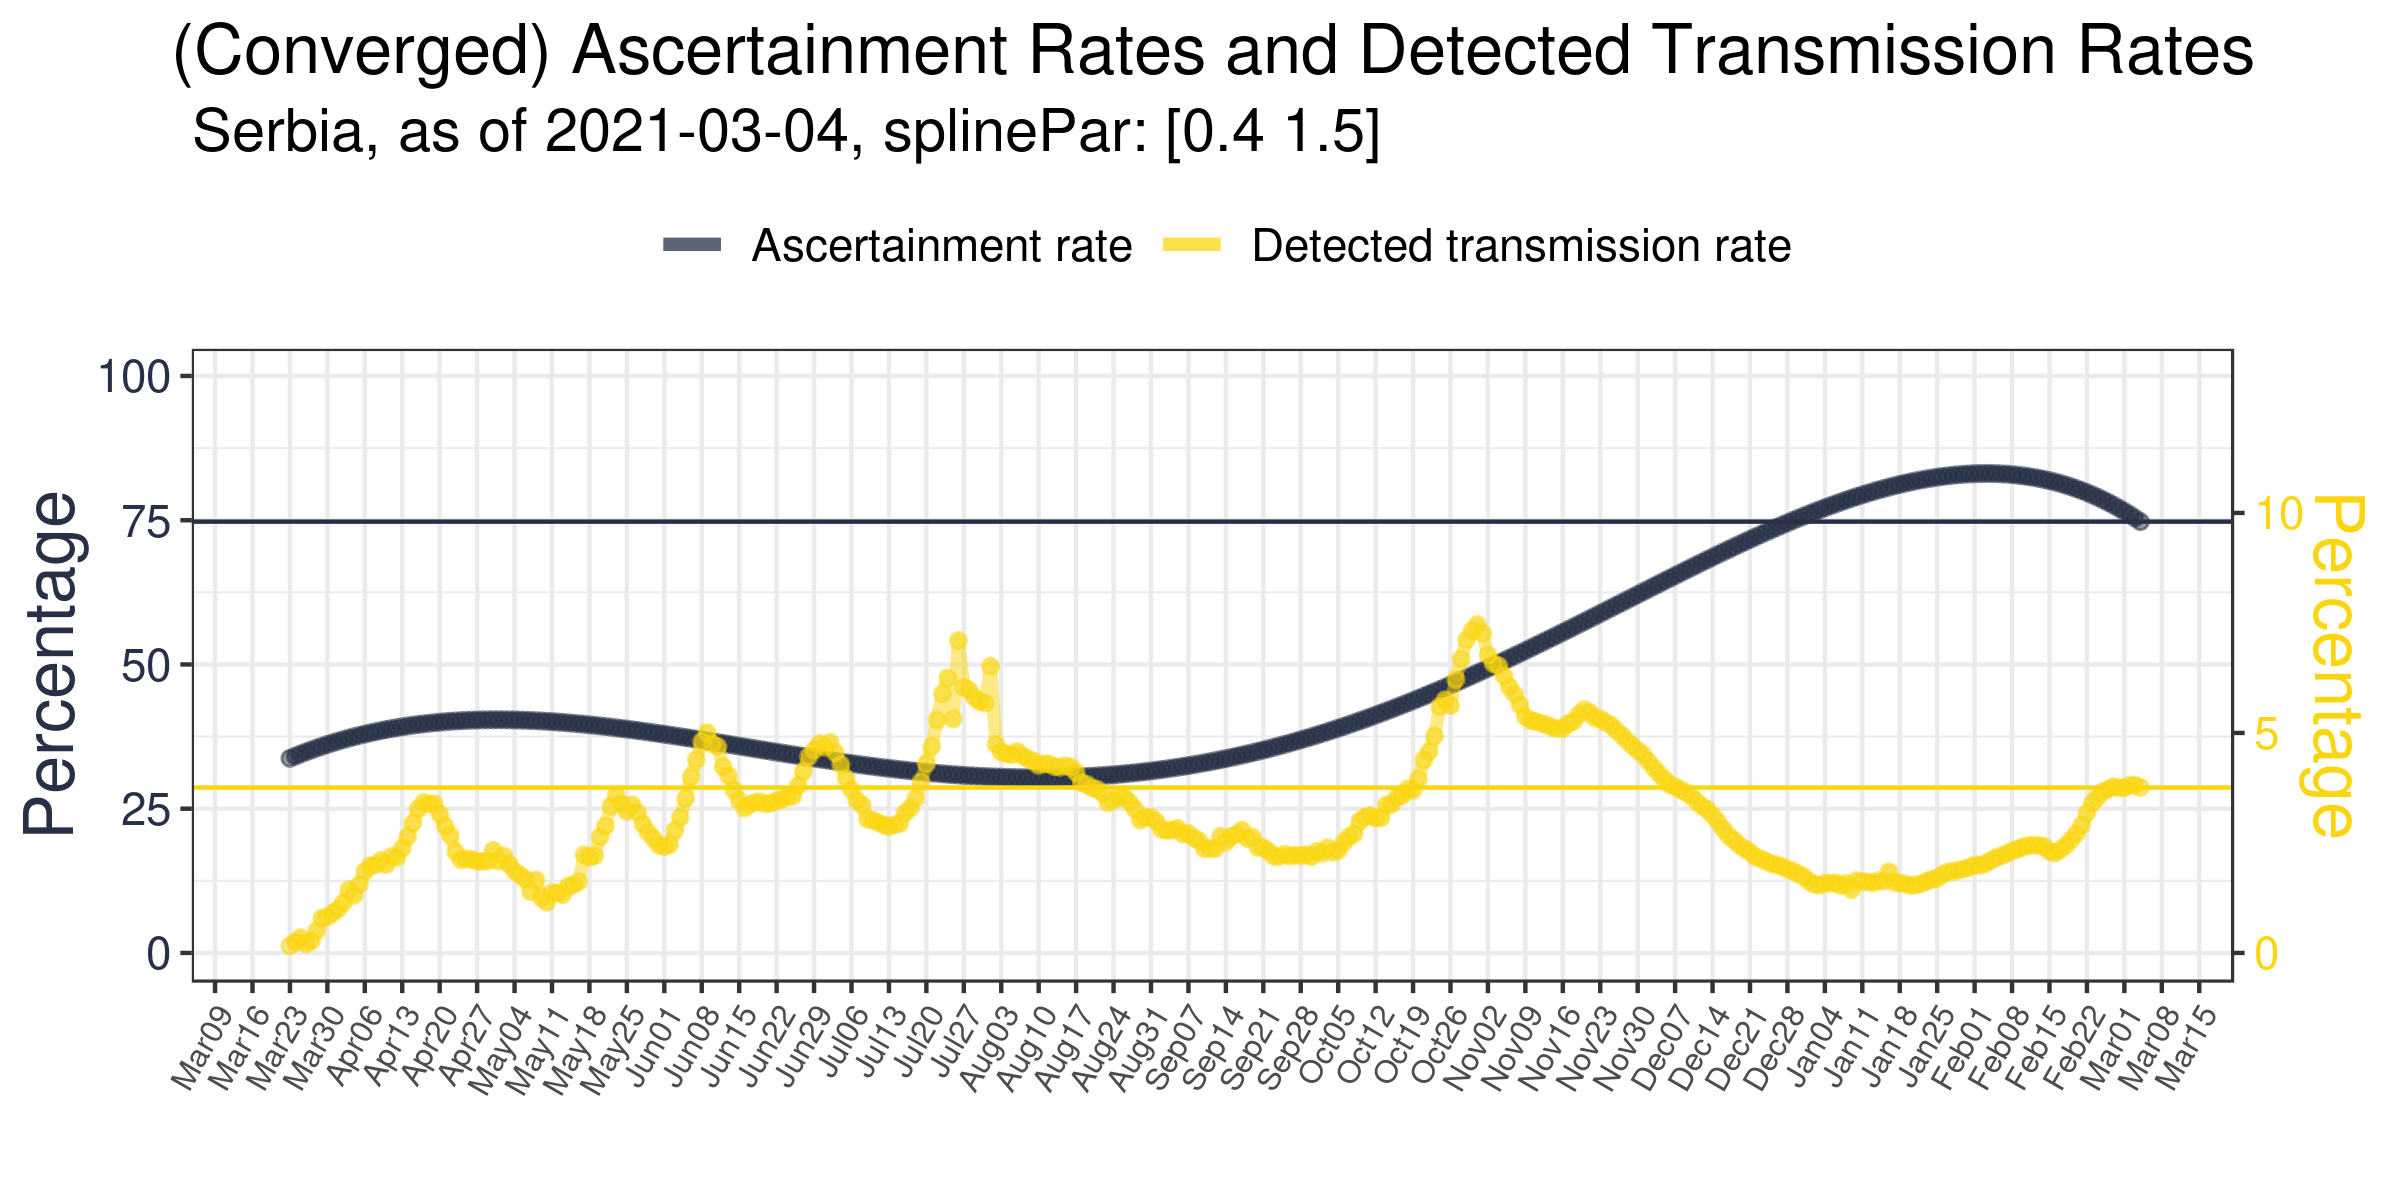 (Converged) Ascertainment Rates and Detected Transmission Rates
Serbia, as of 2021-03-04, splinePar: [0.4 1.5]
Ascertainment rate
Detected transmission rate
Percentage
100
75
50
25
0
10
5
0
Percentage
Mar09
Mar16
Mar23
Mar30
Apr06
Apr13
Apr20
Apr27
May04
May11
May18
May25
Jun01
Jun08
Jun15
Jun22
Jun29
Jul06
Jul13
Jul20
Jul27
Aug03
Aug10
Aug17
Aug24
Aug31
Sep07
Sep14
Sep21
Sep28
Oct05
Oct12
Oct19
Oct26
Nov02
Nov09
Nov16
Nov23
Nov30
Dec07
Dec14
Dec21
Dec28
Jan04
Jan11
Jan18
Jan25
Feb01
Feb08
Feb15
Feb22
Mar01
Mar08
Mar15